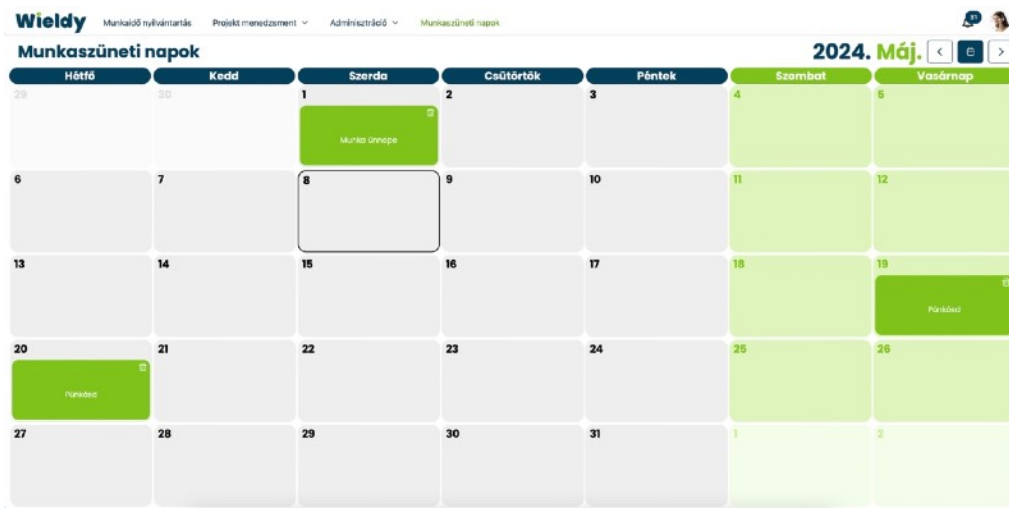 Wieldy Munkaidő nyilvántartás Projekt menedzsment Adminisztráció Munkaszüneti napok
Munkaszüneti napok 2024. Máj.
Hétfő Kedd Szerda Csütörtök Péntek Szombat Vasárnap
29 30 1 2 3 4 5
Munka ünnepe
6 7 8 9 10 11 12
13 14 15 16 17 18 19
Pünkösd
20 21 22 23 24 25 26
Pünkösd
27 28 29 30 31 1 2